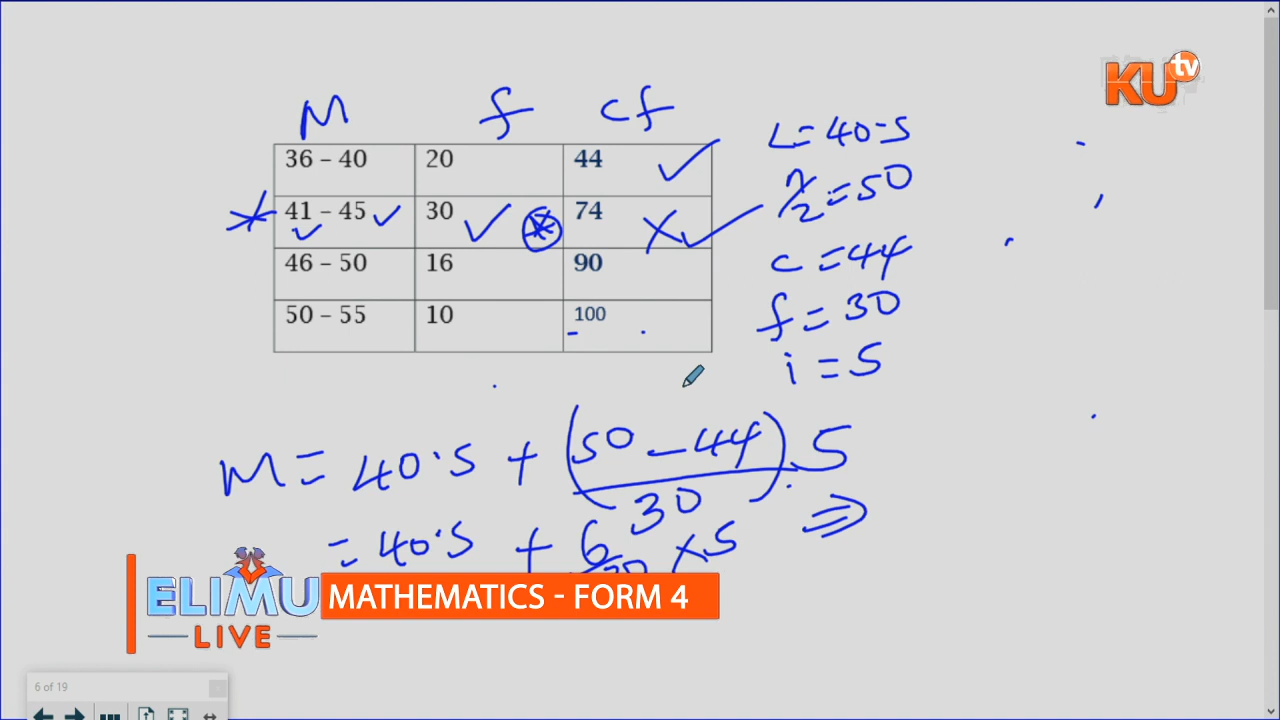 KU tv
M f cf
36 – 40 20 44
41 – 45 30 74
46 – 50 16 90
50 – 55 10 100
L = 40.5
n/2 = 50
c = 44
f = 30
i = 5
M = 40.5 + (50 – 44 / 30) 5
= 40.5 + 6/30 × 5 ⇒
ELIMU
LIVE
MATHEMATICS - FORM 4
6 of 19